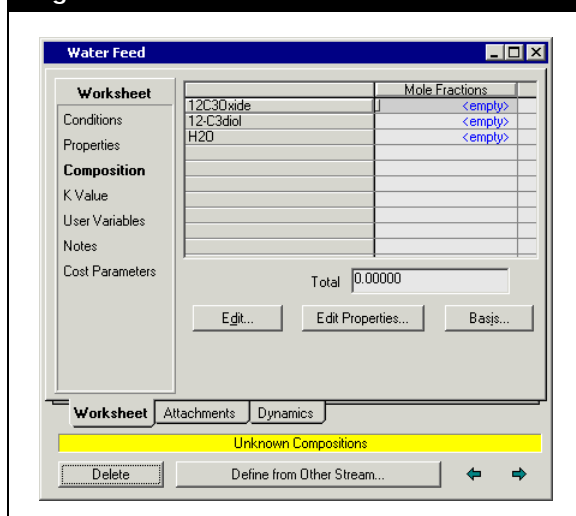 Water Feed
Worksheet
Conditions
Properties
Composition
K Value
User Variables
Notes
Cost Parameters
Mole Fractions
12C3Oxide <empty>
12-C3diol <empty>
H2O <empty>
Total 0.00000
Edit... Edit Properties... Basis...
Worksheet Attachments Dynamics
Unknown Compositions
Delete Define from Other Stream...